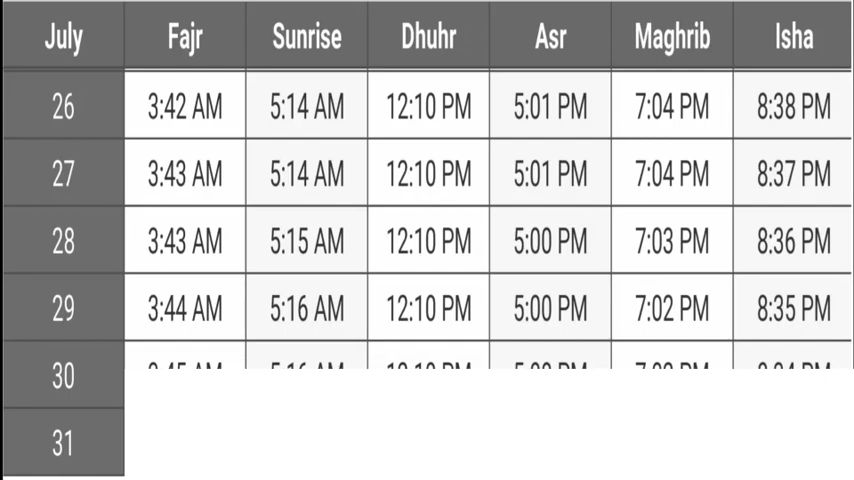 July Fajr Sunrise Dhuhr Asr Maghrib Isha
26 3:42 AM 5:14 AM 12:10 PM 5:01 PM 7:04 PM 8:38 PM
27 3:43 AM 5:14 AM 12:10 PM 5:01 PM 7:04 PM 8:37 PM
28 3:43 AM 5:15 AM 12:10 PM 5:00 PM 7:03 PM 8:36 PM
29 3:44 AM 5:16 AM 12:10 PM 5:00 PM 7:02 PM 8:35 PM
30
31